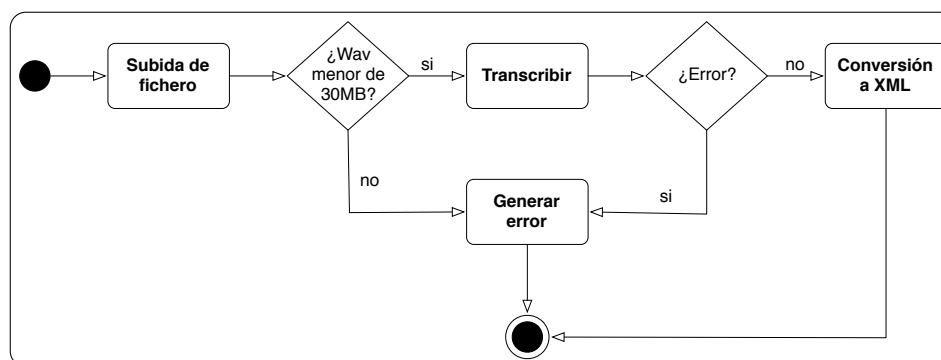 Subida de
fichero
¿Wav
menor de
30MB?
si
Transcribir
¿Error?
no
Conversión
a XML
no
Generar
error
si